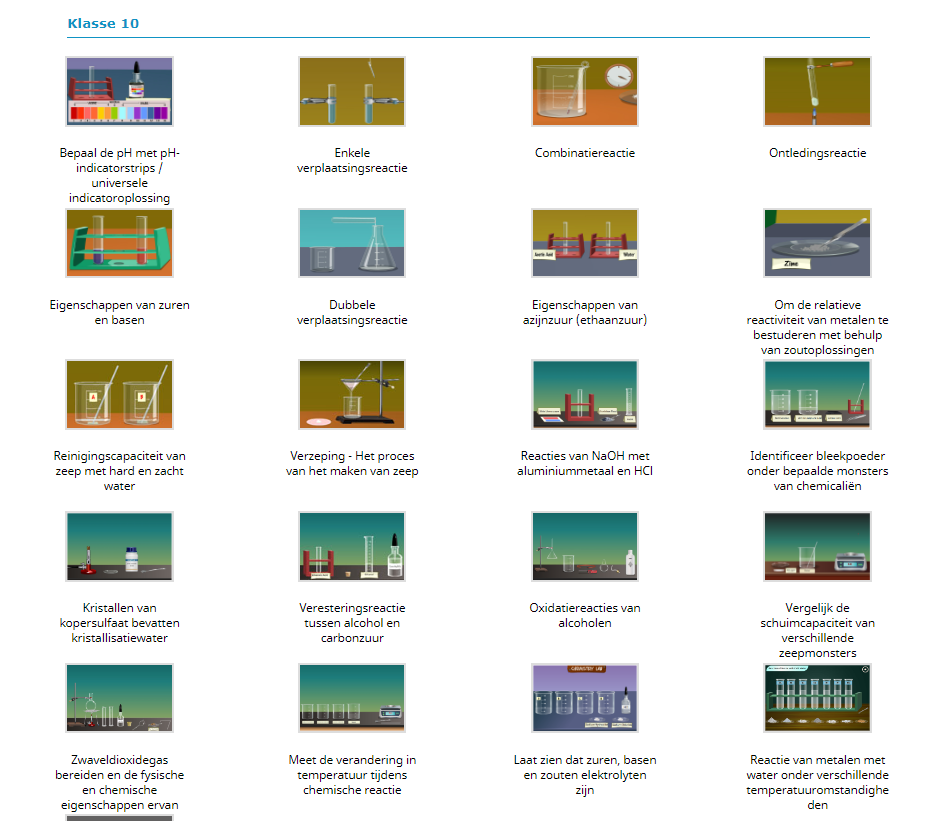 Klasse 10
Bepaal de pH met pH-
indicatorstrips /
universele
indicatoroplossing
Enkele
verplaatsingsreactie
Combinatiereactie
Ontledingsreactie
Acetic Acid
Water
Zinc
Eigenschappen van zuren
en basen
Dubbele
verplaatsingsreactie
Eigenschappen van
azijnzuur (ethaanzuur)
Om de relatieve
reactiviteit van metalen te
bestuderen met behulp
van zoutoplossingen
A
B
Reinigingscapaciteit van
zeep met hard en zacht
water
Verzeping - Het proces
van het maken van zeep
Reacties van NaOH met
aluminiummetaal en HCl
Identificeer bleekpoeder
onder bepaalde monsters
van chemicaliën
Kristallen van
kopersulfaat bevatten
kristallisatiewater
Veresteringsreactie
tussen alcohol en
carbonzuur
Oxidatiereacties van
alcoholen
Vergelijk de
schuimcapaciteit van
verschillende
zeepmonsters
CHEMISTRY LAB
Zwaveldioxidegas
bereiden en de fysische
en chemische
eigenschappen ervan
Meet de verandering in
temperatuur tijdens
chemische reactie
Laat zien dat zuren, basen
en zouten elektrolyten
zijn
Reactie van metalen met
water onder verschillende
temperatuuromstandighe
den